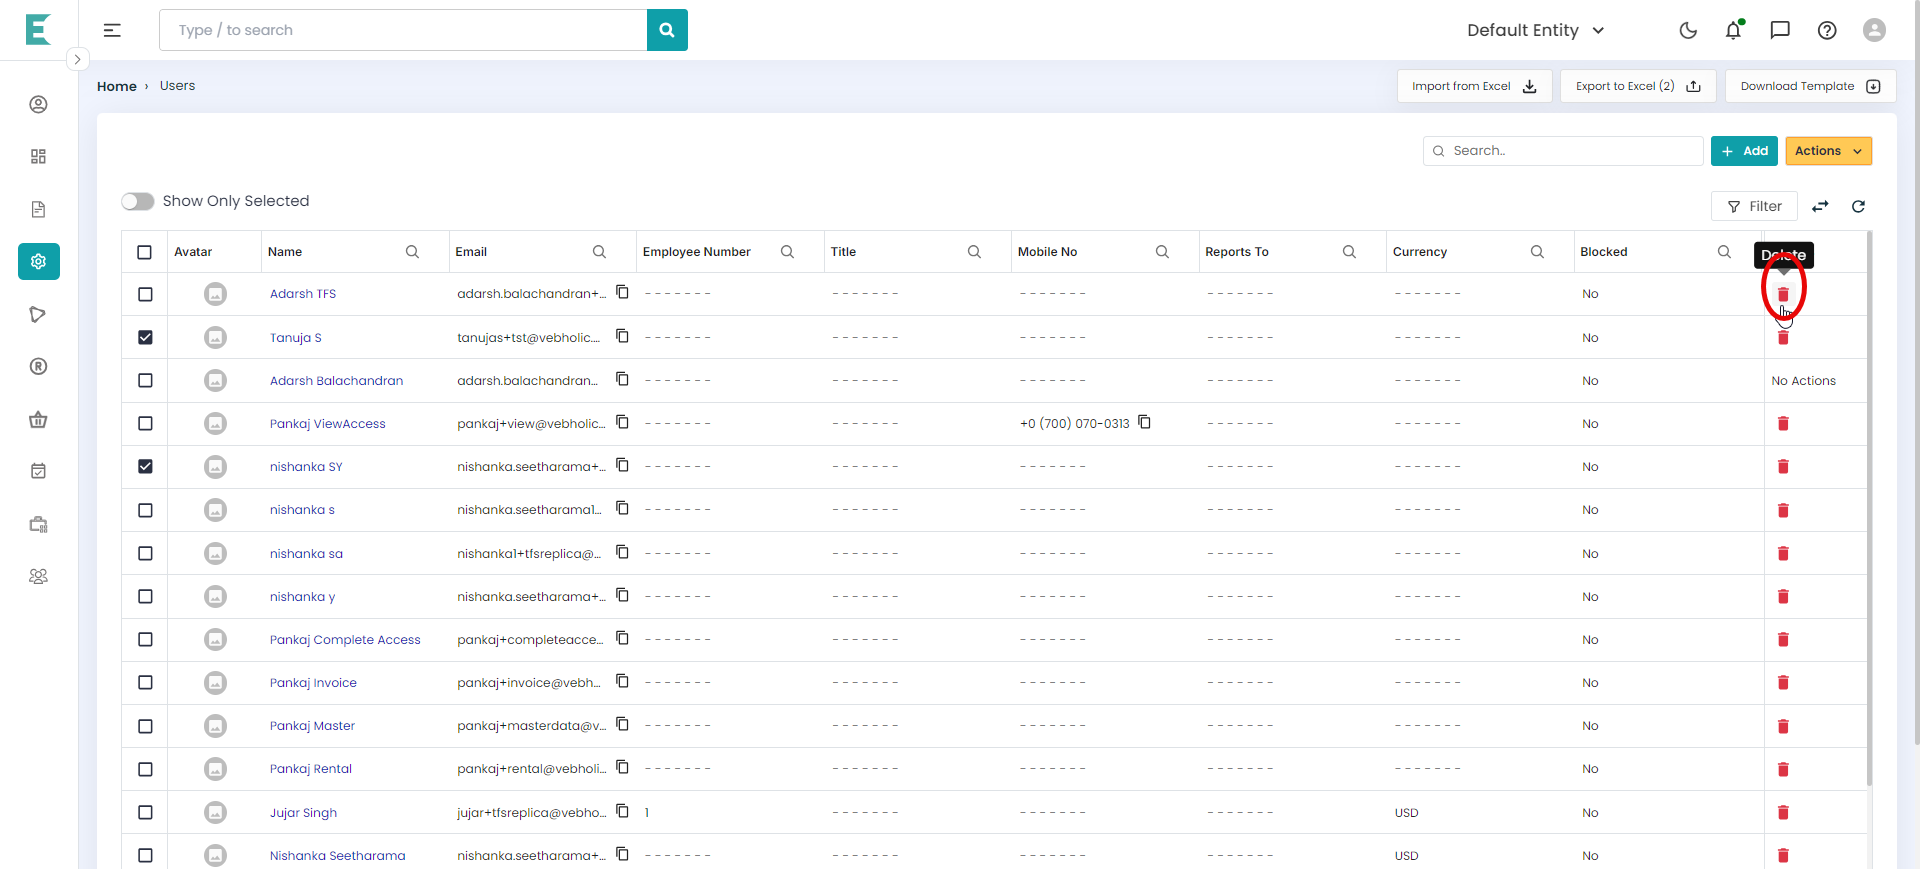 Type / to search
Default Entity
Home › Users
Import from Excel
Export to Excel (2)
Download Template
Search..
+ Add
Actions
Show Only Selected
Filter
Avatar Name Email Employee Number Title Mobile No Reports To Currency Blocked
Delete
Adarsh TFS adarsh.balachandran+... ------- ------- ------- ------- ------- No
Tanuja S tanujas+tst@vebholic.... ------- ------- ------- ------- ------- No
Adarsh Balachandran adarsh.balachandran... ------- ------- ------- ------- ------- No No Actions
Pankaj ViewAccess pankaj+view@vebholic... ------- ------- +0 (700) 070-0313 ------- ------- No
nishanka SY nishanka.seetharama+... ------- ------- ------- ------- ------- No
nishanka s nishanka.seetharama1... ------- ------- ------- ------- ------- No
nishanka sa nishanka1+tfsreplica@... ------- ------- ------- ------- ------- No
nishanka y nishanka.seetharama+... ------- ------- ------- ------- ------- No
Pankaj Complete Access pankaj+completeacce... ------- ------- ------- ------- ------- No
Pankaj Invoice pankaj+invoice@vebh... ------- ------- ------- ------- ------- No
Pankaj Master pankaj+masterdata@v... ------- ------- ------- ------- ------- No
Pankaj Rental pankaj+rental@vebholi... ------- ------- ------- ------- ------- No
Jujar Singh jujar+tfsreplica@vebho... 1 ------- ------- ------- USD No
Nishanka Seetharama nishanka.seetharama+... ------- ------- ------- ------- USD No